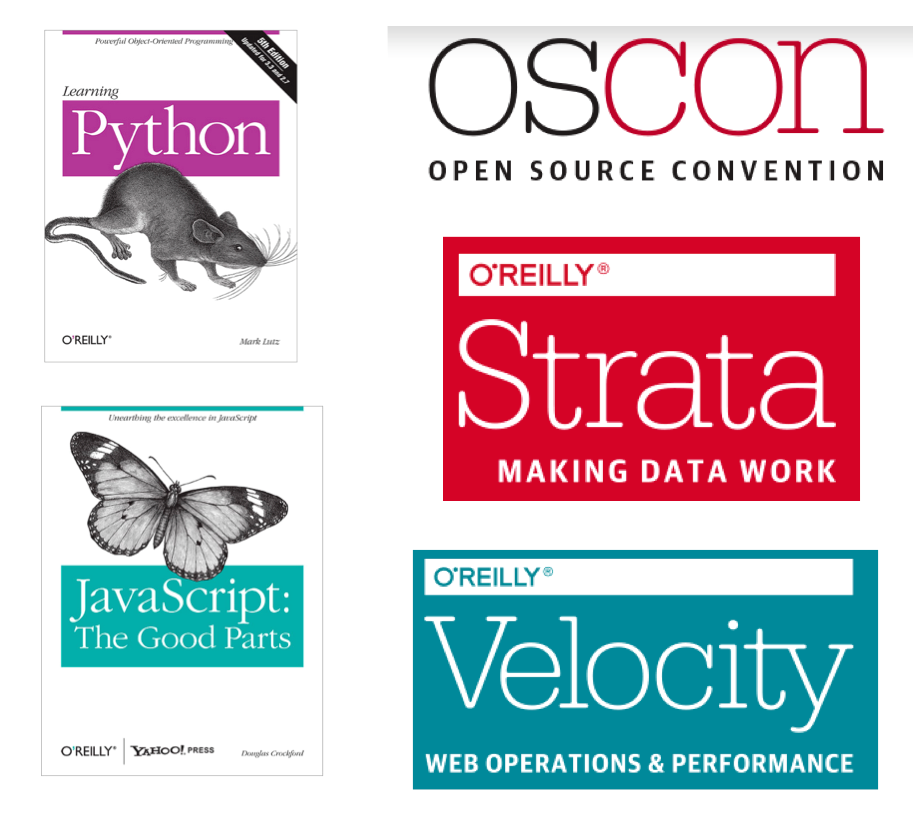 Powerful Object-Oriented Programming
5th Edition
Updated for 3.3 and 2.7
Learning
Python
O'REILLY®
Mark Lutz
Unearthing the excellence in JavaScript
JavaScript:
The Good Parts
O'REILLY®
YAHOO! PRESS
Douglas Crockford
OSCON
OPEN SOURCE CONVENTION
O'REILLY®
Strata
MAKING DATA WORK
O'REILLY®
Velocity
WEB OPERATIONS & PERFORMANCE